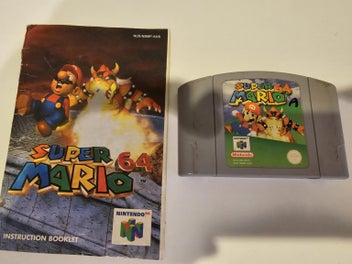 SUPER
MARIO 64
NINTENDO 64
INSTRUCTION BOOKLET
SUPER
MARIO 64
Nintendo